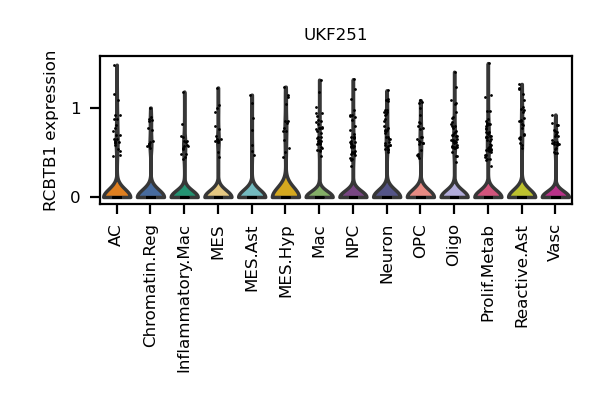 UKF251
RCBTB1 expression
1
0
AC
Chromatin.Reg
Inflammatory.Mac
MES
MES.Ast
MES.Hyp
Mac
NPC
Neuron
OPC
Oligo
Prolif.Metab
Reactive.Ast
Vasc